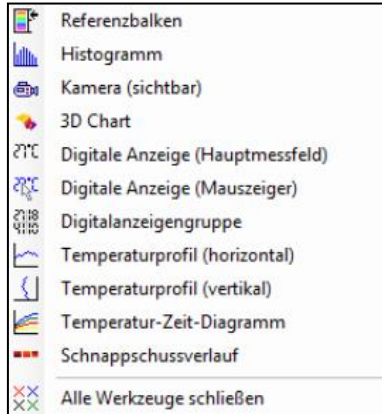 Referenzbalken
Histogramm
Kamera (sichtbar)
3D Chart
Digitale Anzeige (Hauptmessfeld)
Digitale Anzeige (Mauszeiger)
Digitalanzeigengruppe
Temperaturprofil (horizontal)
Temperaturprofil (vertikal)
Temperatur-Zeit-Diagramm
Schnappschussverlauf
Alle Werkzeuge schließen